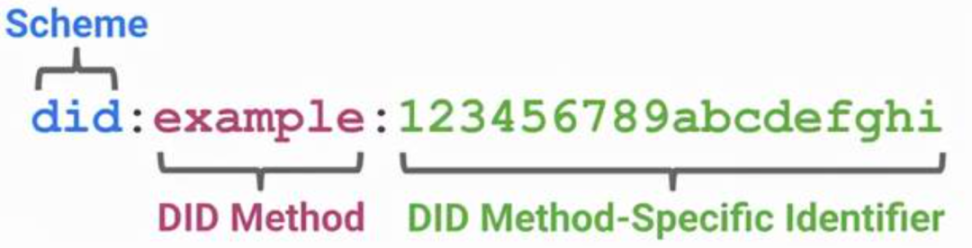 Scheme
did:example:123456789abcdefghi
DID Method DID Method-Specific Identifier